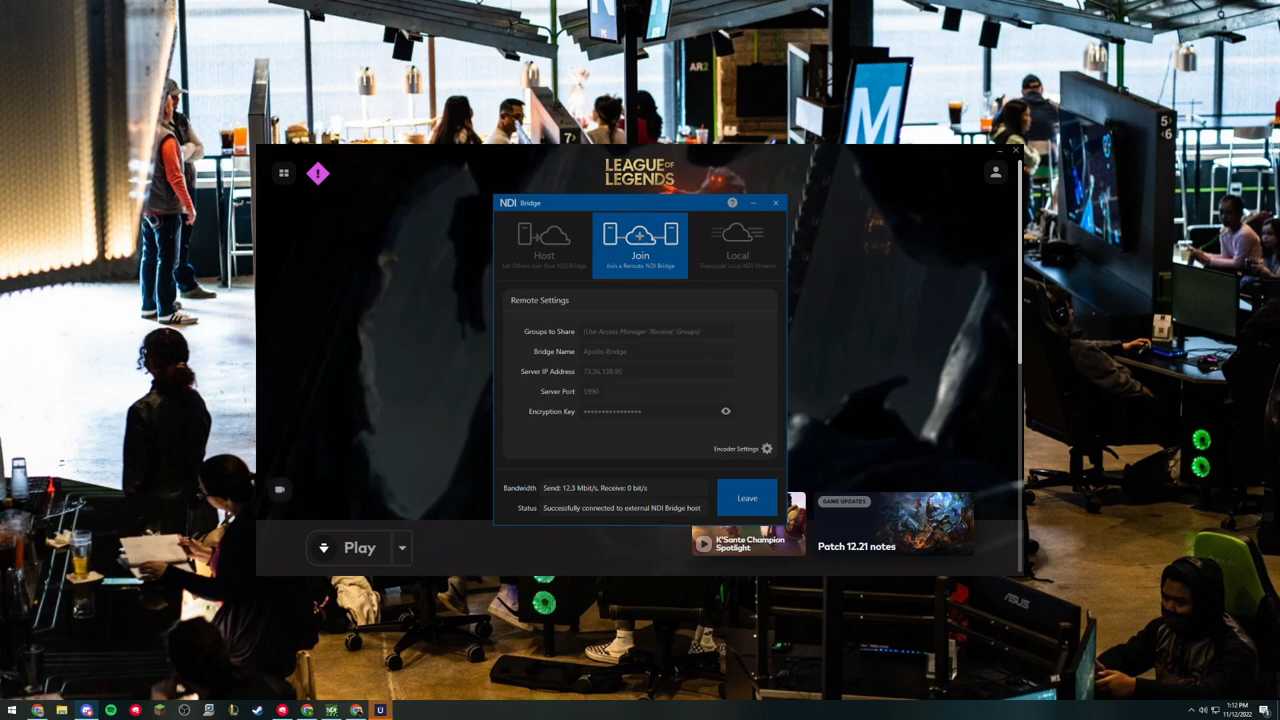 AR2
7
M
5
6
LEAGUE OF
LEGENDS
NDI Bridge
?
Host
Let Others Join Your NDI Bridge
Join
Join a Remote NDI Bridge
Local
Transcode Local NDI Streams
Remote Settings
Groups to Share (Use Access Manager 'Receive' Groups)
Bridge Name Apollo-Bridge
Server IP Address 73.36.138.95
Server Port 5990
Encryption Key ****************
Encoder Settings
Bandwidth Send: 12.3 Mbit/s, Receive: 0 bit/s
Status Successfully connected to external NDI Bridge host
Leave
Play
K'Sante Champion
Spotlight
GAME UPDATES
Patch 12.21 notes
ASUS
1:12 PM
11/12/2022